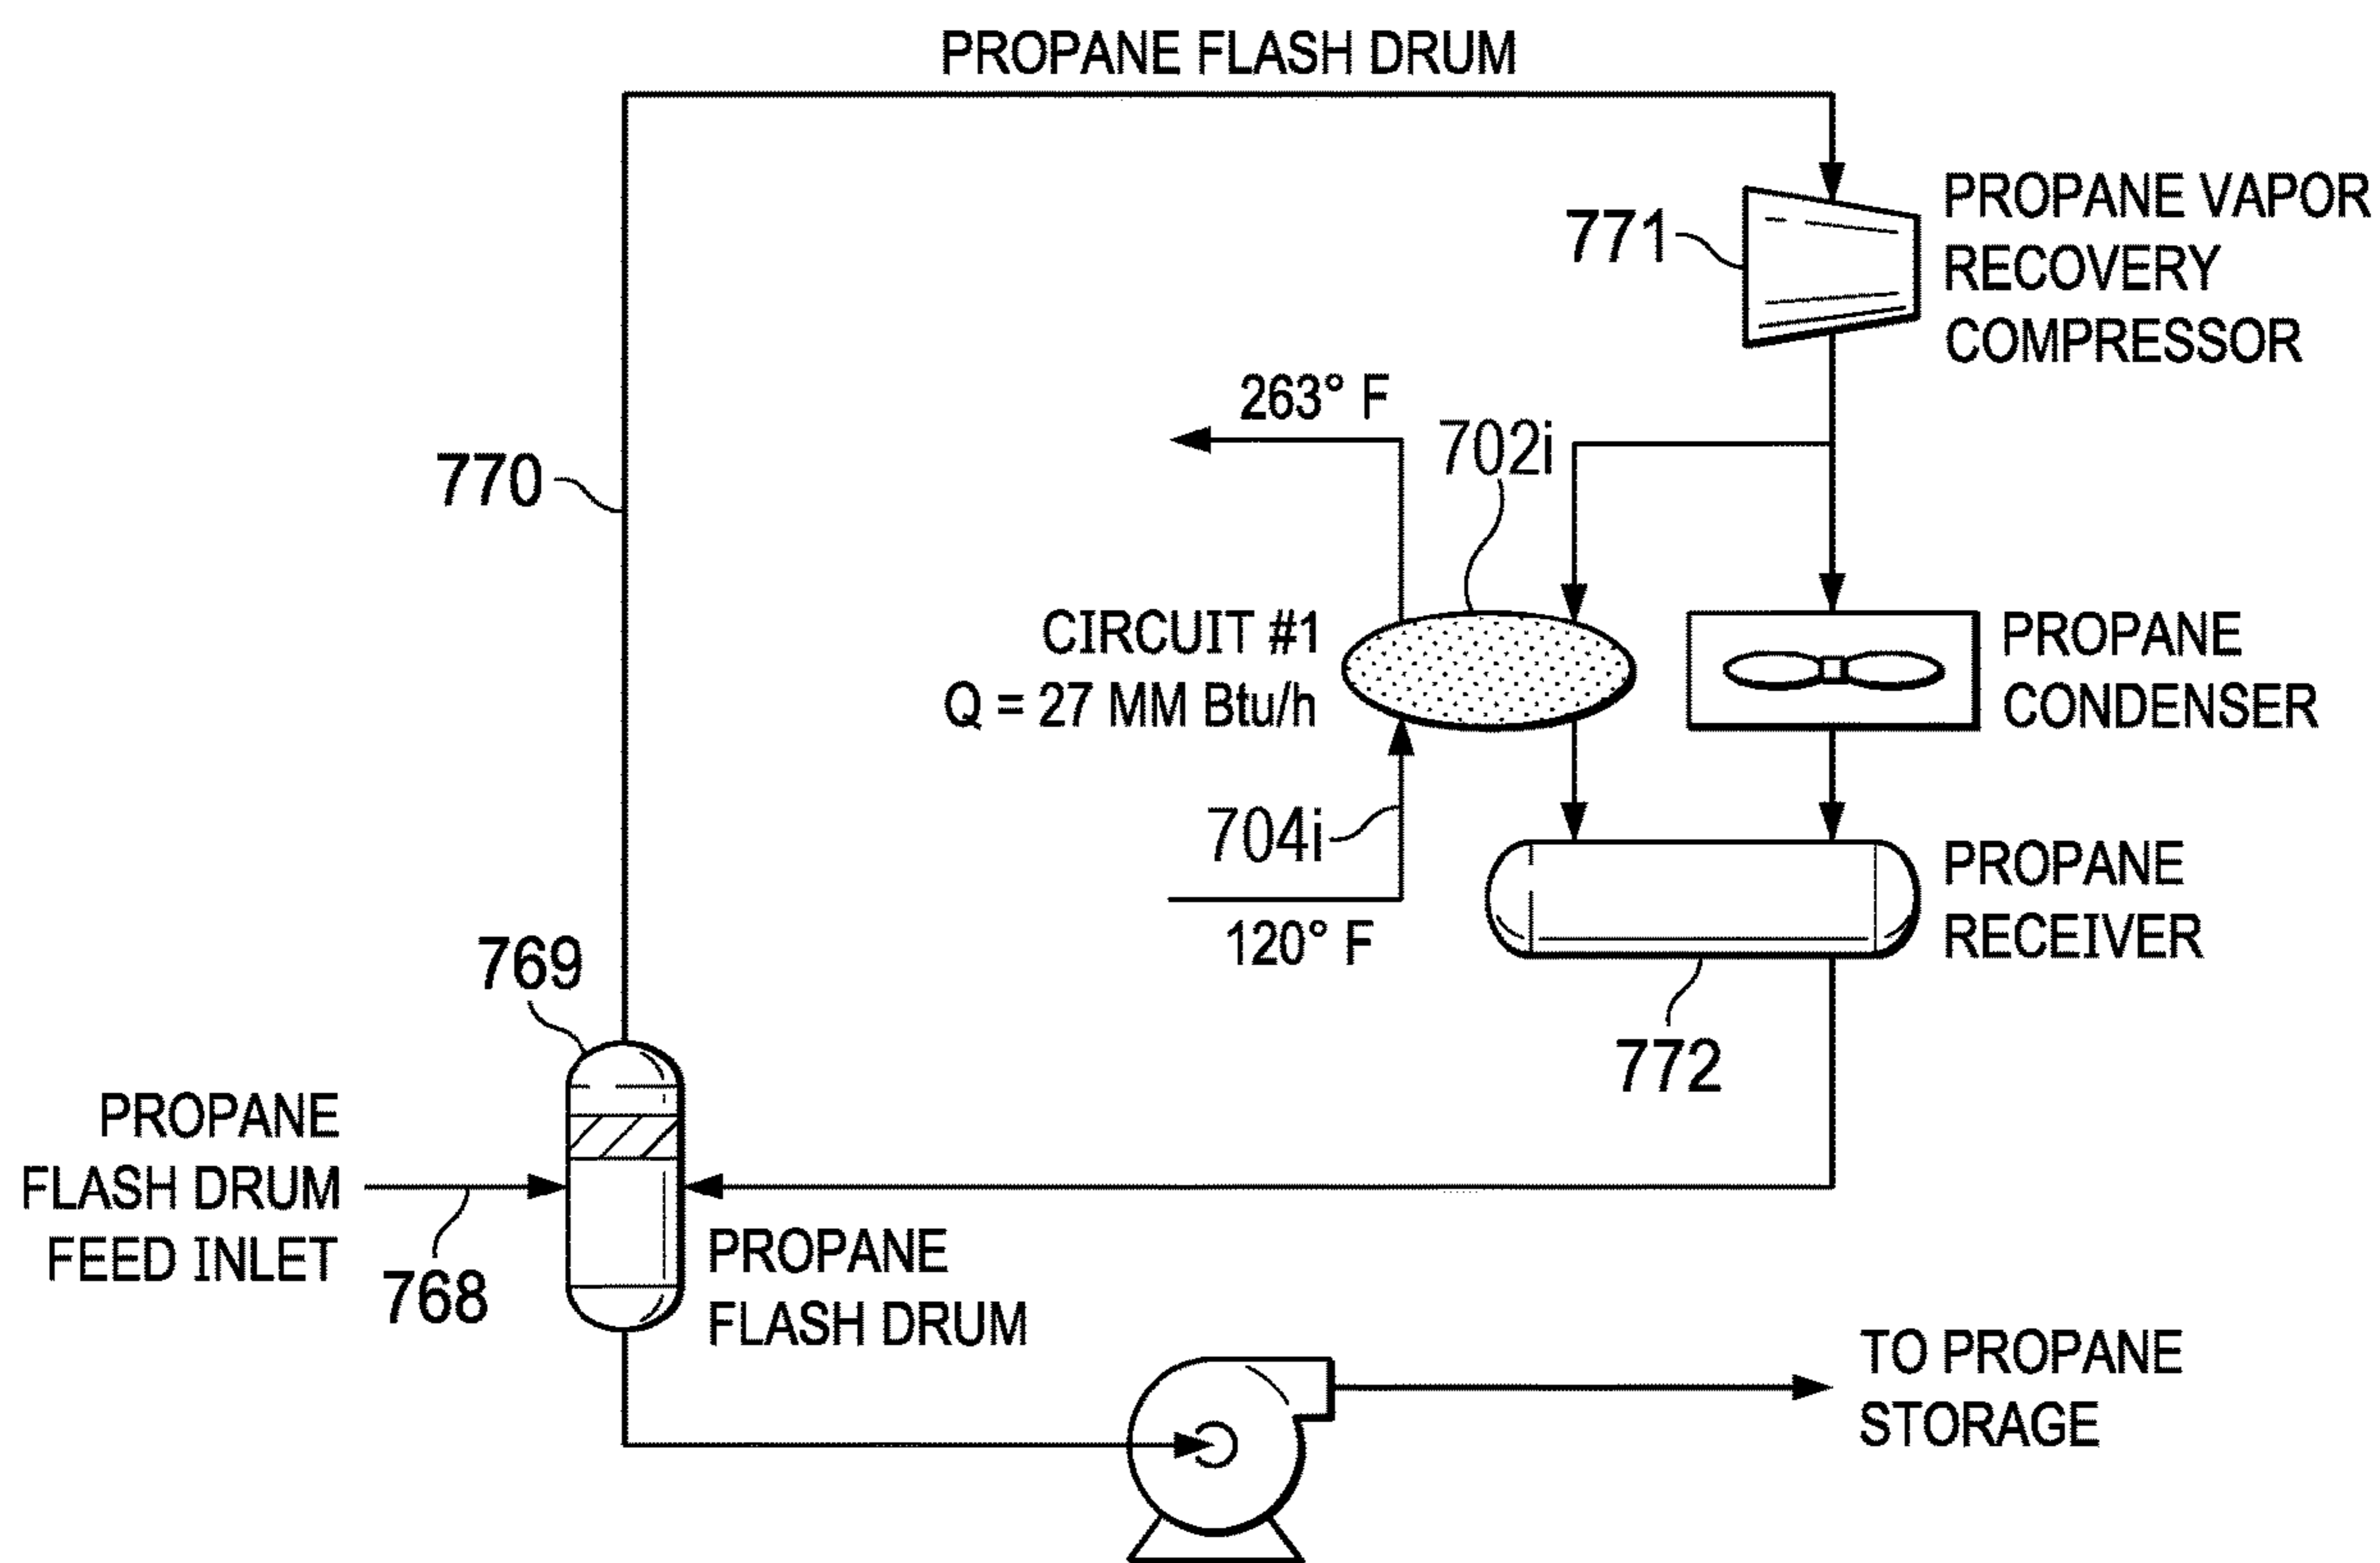 PROPANE FLASH DRUM
PROPANE VAPOR
RECOVERY
COMPRESSOR
771
263° F
702i
770
CIRCUIT #1
Q = 27 MM Btu/h
PROPANE
CONDENSER
704i
120° F
PROPANE
RECEIVER
769
772
PROPANE
FLASH DRUM
FEED INLET
768
PROPANE
FLASH DRUM
TO PROPANE
STORAGE